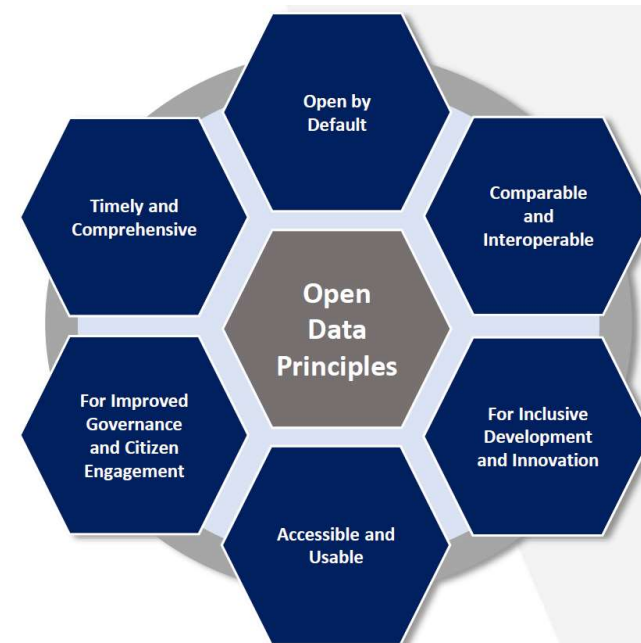 Open by
Default
Timely and
Comprehensive
Comparable
and
Interoperable
Open
Data
Principles
For Improved
Governance
and Citizen
Engagement
For Inclusive
Development
and Innovation
Accessible and
Usable